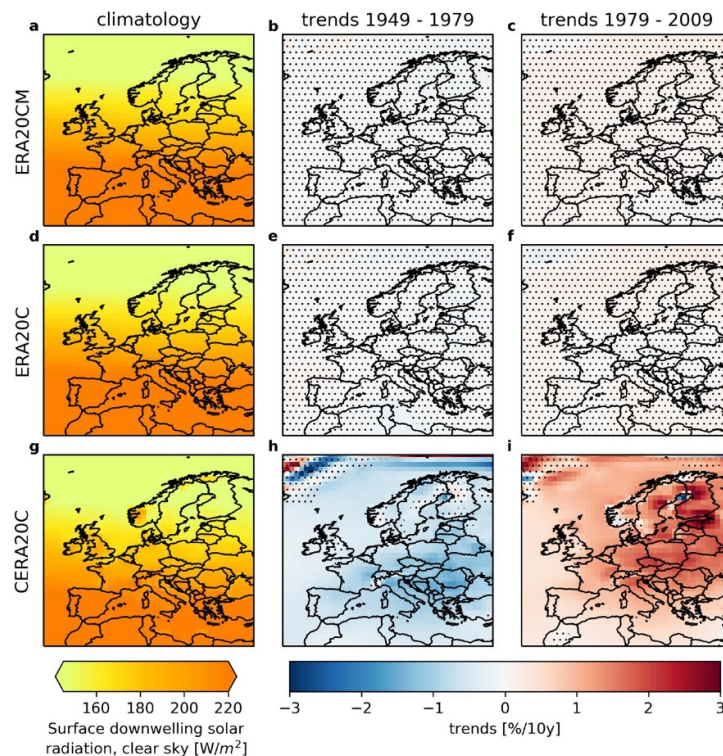 climatology
trends 1949 - 1979
trends 1979 - 2009
a
b
c
ERA20CM
d
e
f
ERA20C
g
h
i
CERA20C
160 180 200 220
Surface downwelling solar
radiation, clear sky [W/m²]
−3 −2 −1 0 1 2 3
trends [%/10y]